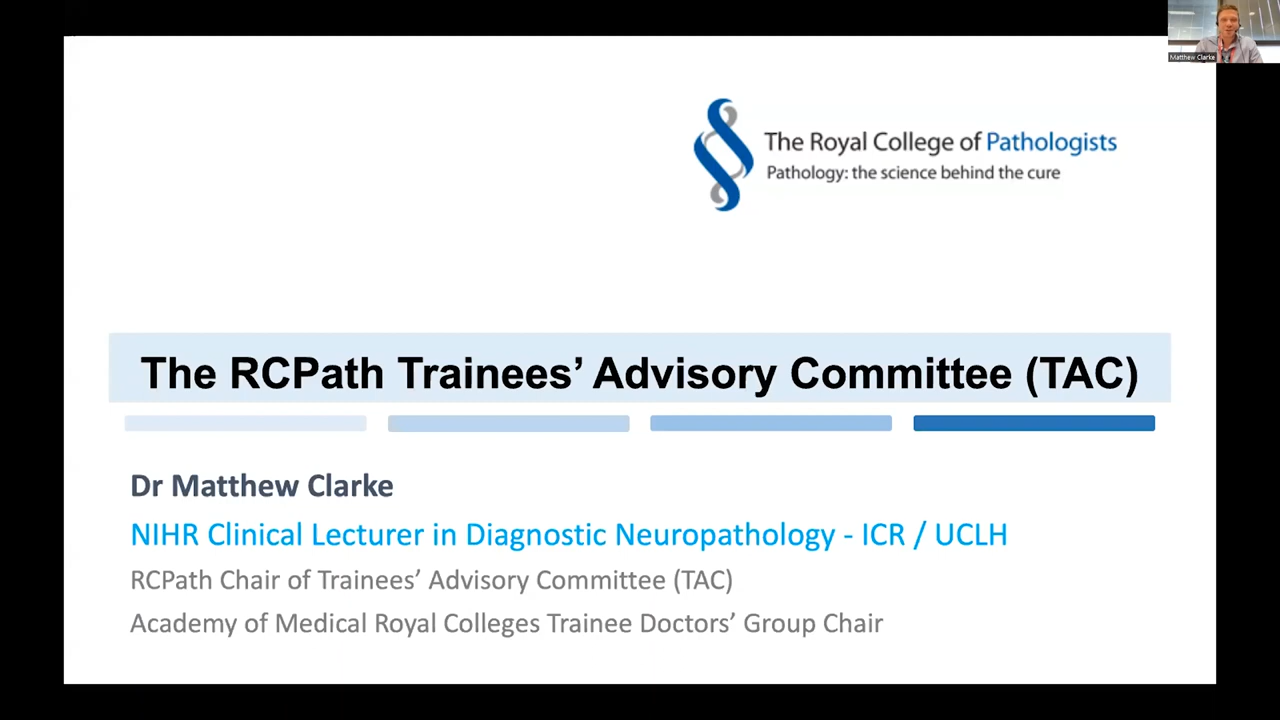 Matthew Clarke
The Royal College of Pathologists
Pathology: the science behind the cure
The RCPath Trainees’ Advisory Committee (TAC)
Dr Matthew Clarke
NIHR Clinical Lecturer in Diagnostic Neuropathology - ICR / UCLH
RCPath Chair of Trainees’ Advisory Committee (TAC)
Academy of Medical Royal Colleges Trainee Doctors’ Group Chair